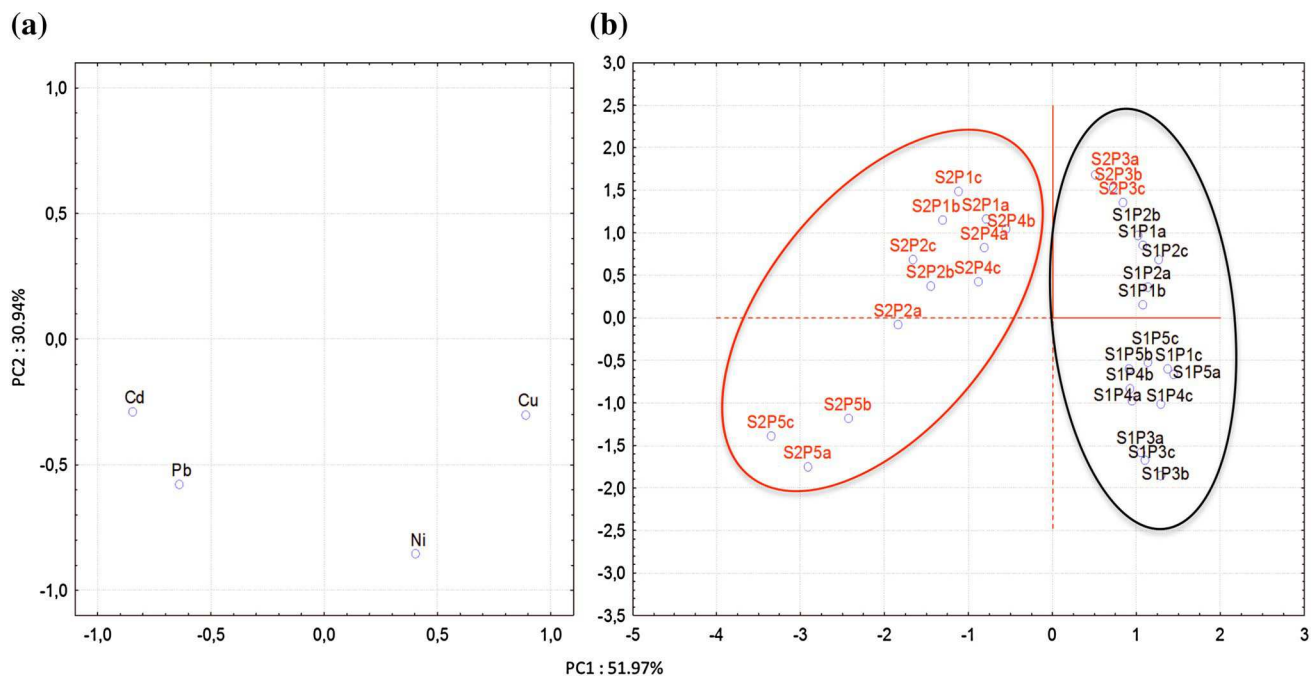 (a)
(b)
1,0
0,5
0,0
-0,5
-1,0
PC2 : 30.94%
Cd
Pb
Cu
Ni
-1,0
-0,5
0,0
0,5
1,0
3,0
2,5
2,0
1,5
1,0
0,5
0,0
-0,5
-1,0
-1,5
-2,0
-2,5
-3,0
-3,5
S2P3a
S2P3b
S2P3c
S2P1c
S2P1b
S2P1a
S2P4b
S2P4a
S2P2c
S2P2b
S2P4c
S2P2a
S2P5b
S2P5c
S2P5a
S1P2b
S1P1a
S1P2c
S1P2a
S1P1b
S1P5c
S1P5b
S1P1c
S1P4b
S1P5a
S1P4a
S1P4c
S1P3a
S1P3c
S1P3b
-5
-4
-3
-2
-1
0
1
2
3
PC1 : 51.97%